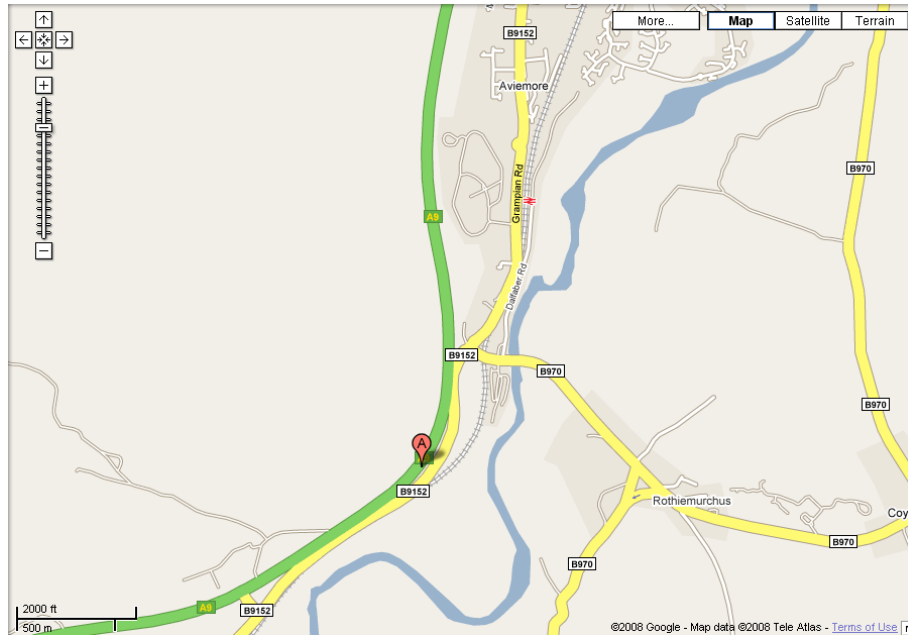 More...
Map
Satellite
Terrain
B9152
Aviemore
B970
Grampian Rd
A9
Dalfaber Rd
B9152
B970
B970
A
B9152
Rothiemurchus
Coy
B970
B970
A9
B9152
2000 ft
500 m
©2008 Google - Map data ©2008 Tele Atlas - Terms of Use